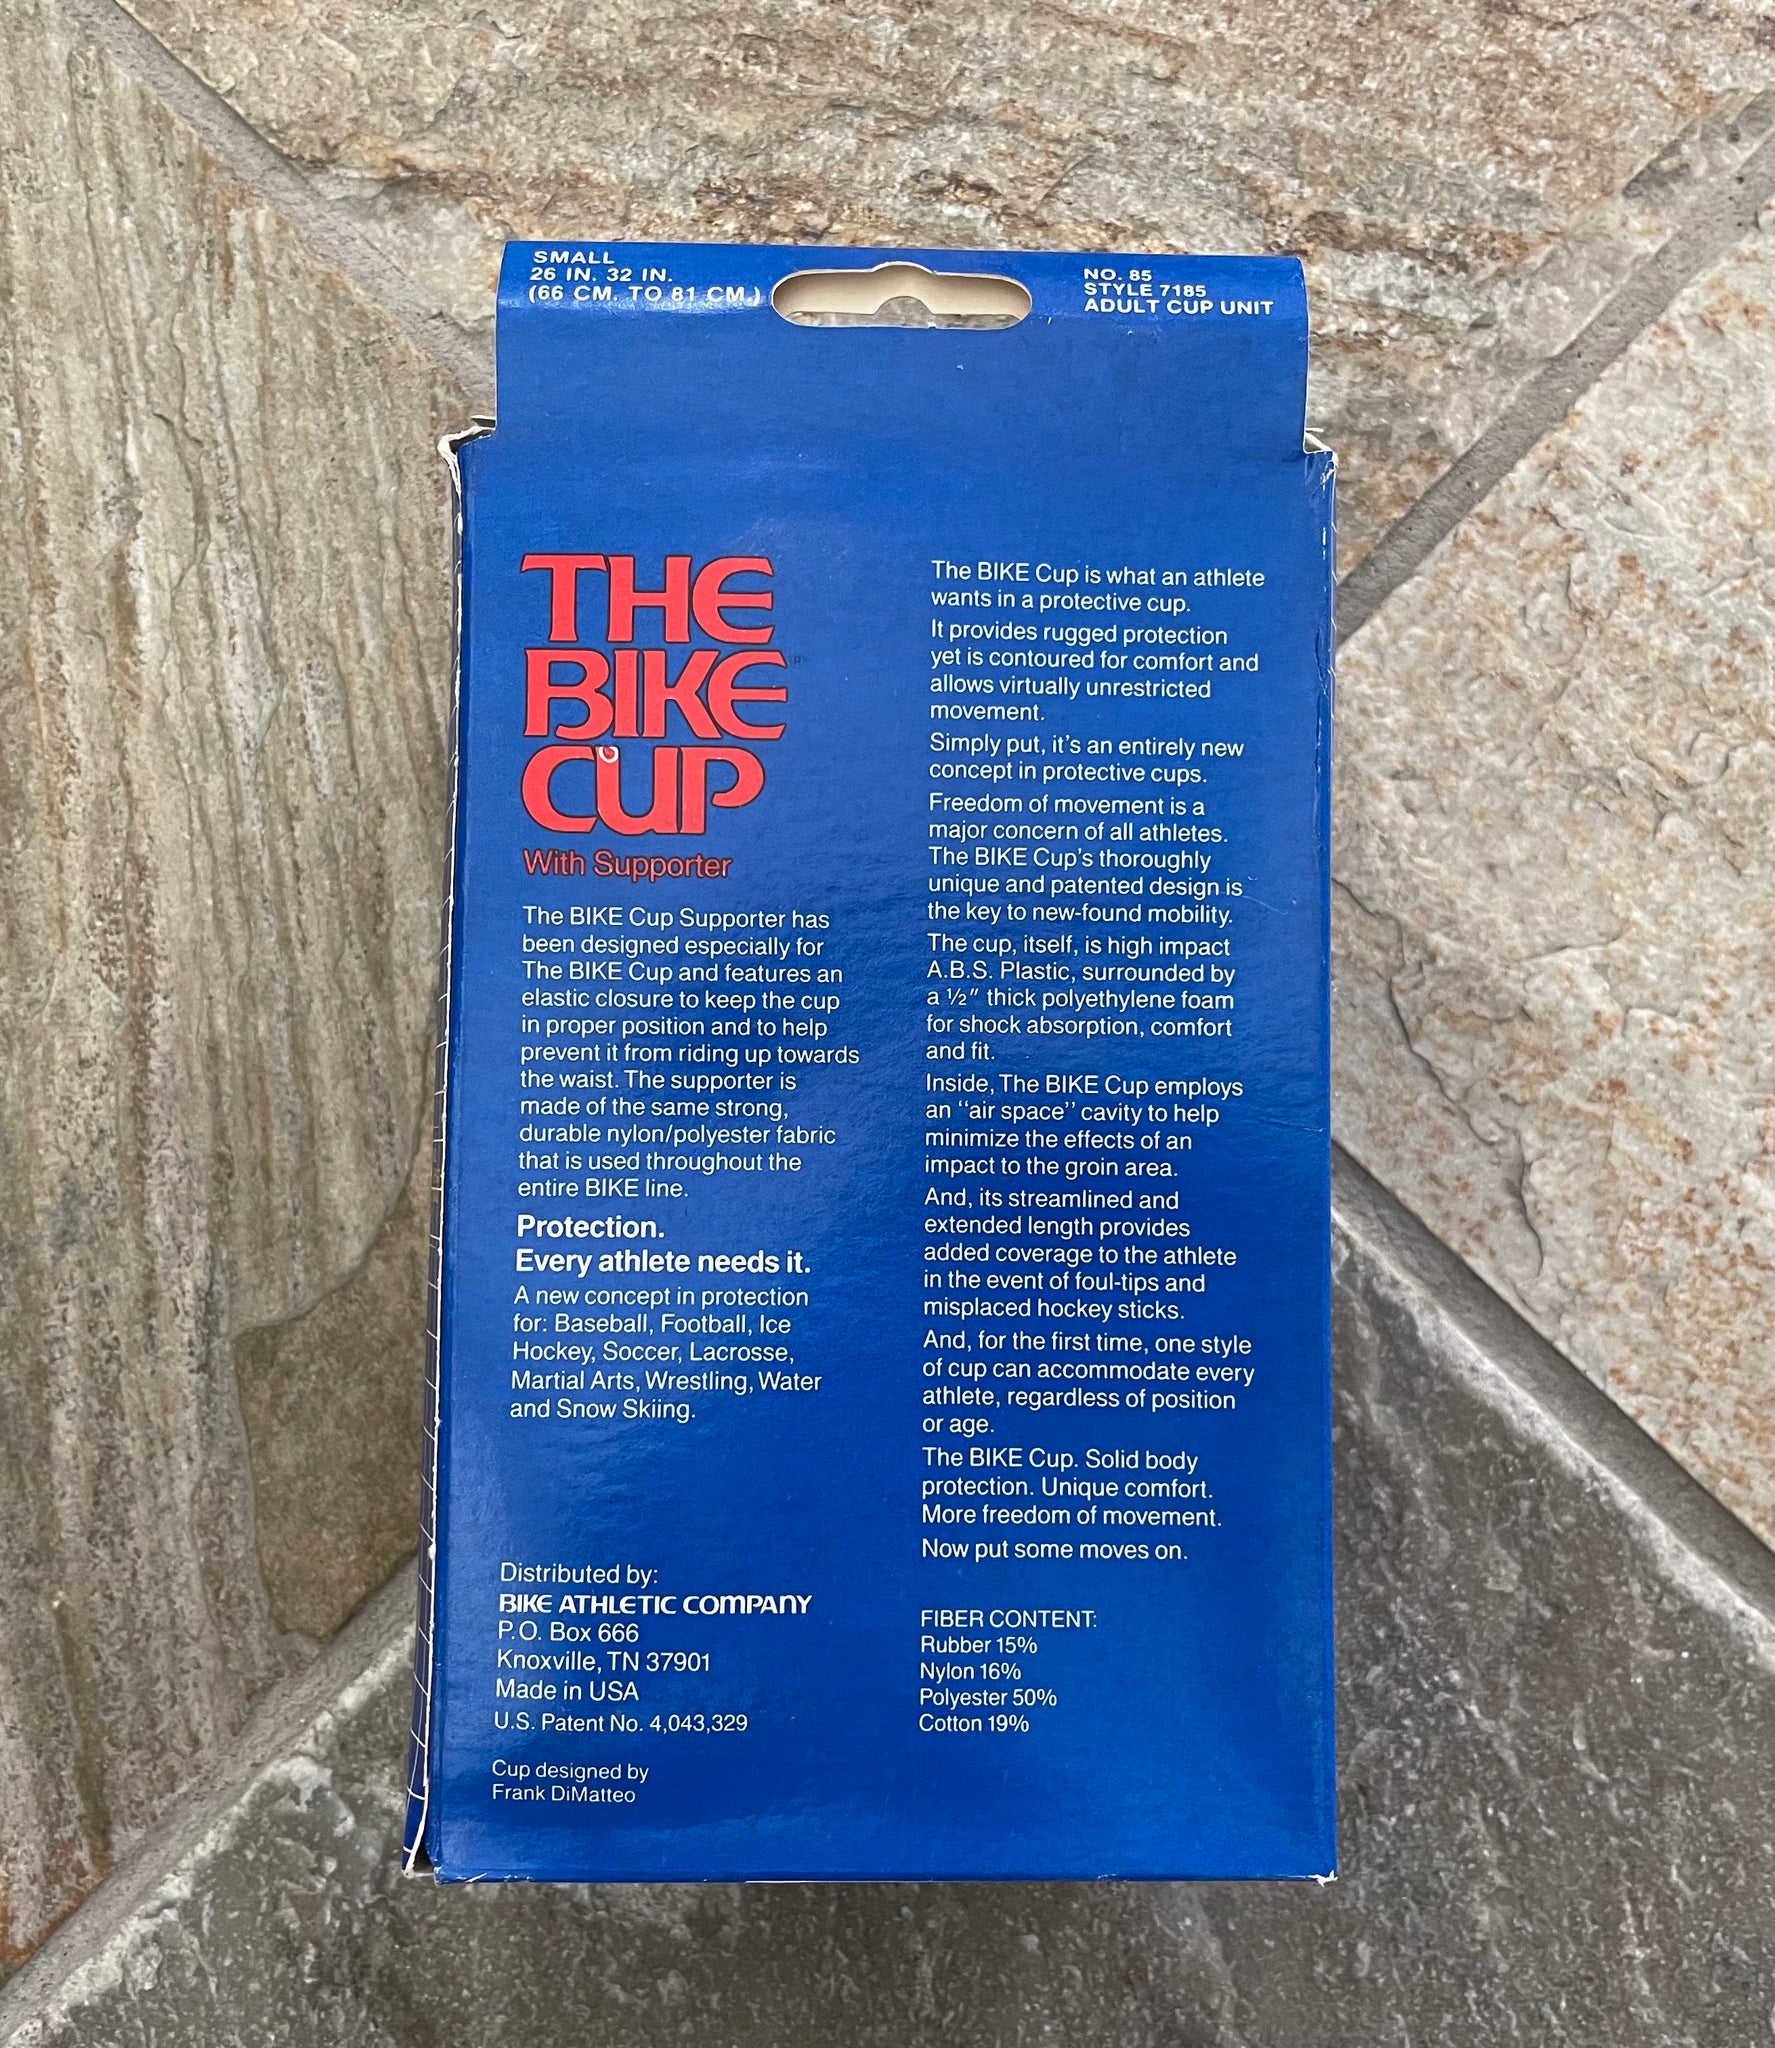 SMALL
26 IN. 32 IN.
(66 CM. TO 81 CM.)
NO. 85
STYLE 7185
ADULT CUP UNIT
THE
BIKE
CUP
With Supporter
The BIKE Cup Supporter has
been designed especially for
The BIKE Cup and features an
elastic closure to keep the cup
in proper position and to help
prevent it from riding up towards
the waist. The supporter is
made of the same strong,
durable nylon/polyester fabric
that is used throughout the
entire BIKE line.
Protection.
Every athlete needs it.
A new concept in protection
for: Baseball, Football, Ice
Hockey, Soccer, Lacrosse,
Martial Arts, Wrestling, Water
and Snow Skiing.
Distributed by:
BIKE ATHLETIC COMPANY
P.O. Box 666
Knoxville, TN 37901
Made in USA
U.S. Patent No. 4,043,329
Cup designed by
Frank DiMatteo
The BIKE Cup is what an athlete
wants in a protective cup.
It provides rugged protection
yet is contoured for comfort and
allows virtually unrestricted
movement.
Simply put, it's an entirely new
concept in protective cups.
Freedom of movement is a
major concern of all athletes.
The BIKE Cup's thoroughly
unique and patented design is
the key to new-found mobility.
The cup, itself, is high impact
A.B.S. Plastic, surrounded by
a ½" thick polyethylene foam
for shock absorption, comfort
and fit.
Inside, The BIKE Cup employs
an "air space" cavity to help
minimize the effects of an
impact to the groin area.
And, its streamlined and
extended length provides
added coverage to the athlete
in the event of foul-tips and
misplaced hockey sticks.
And, for the first time, one style
of cup can accommodate every
athlete, regardless of position
or age.
The BIKE Cup. Solid body
protection. Unique comfort.
More freedom of movement.
Now put some moves on.
FIBER CONTENT:
Rubber 15%
Nylon 16%
Polyester 50%
Cotton 19%